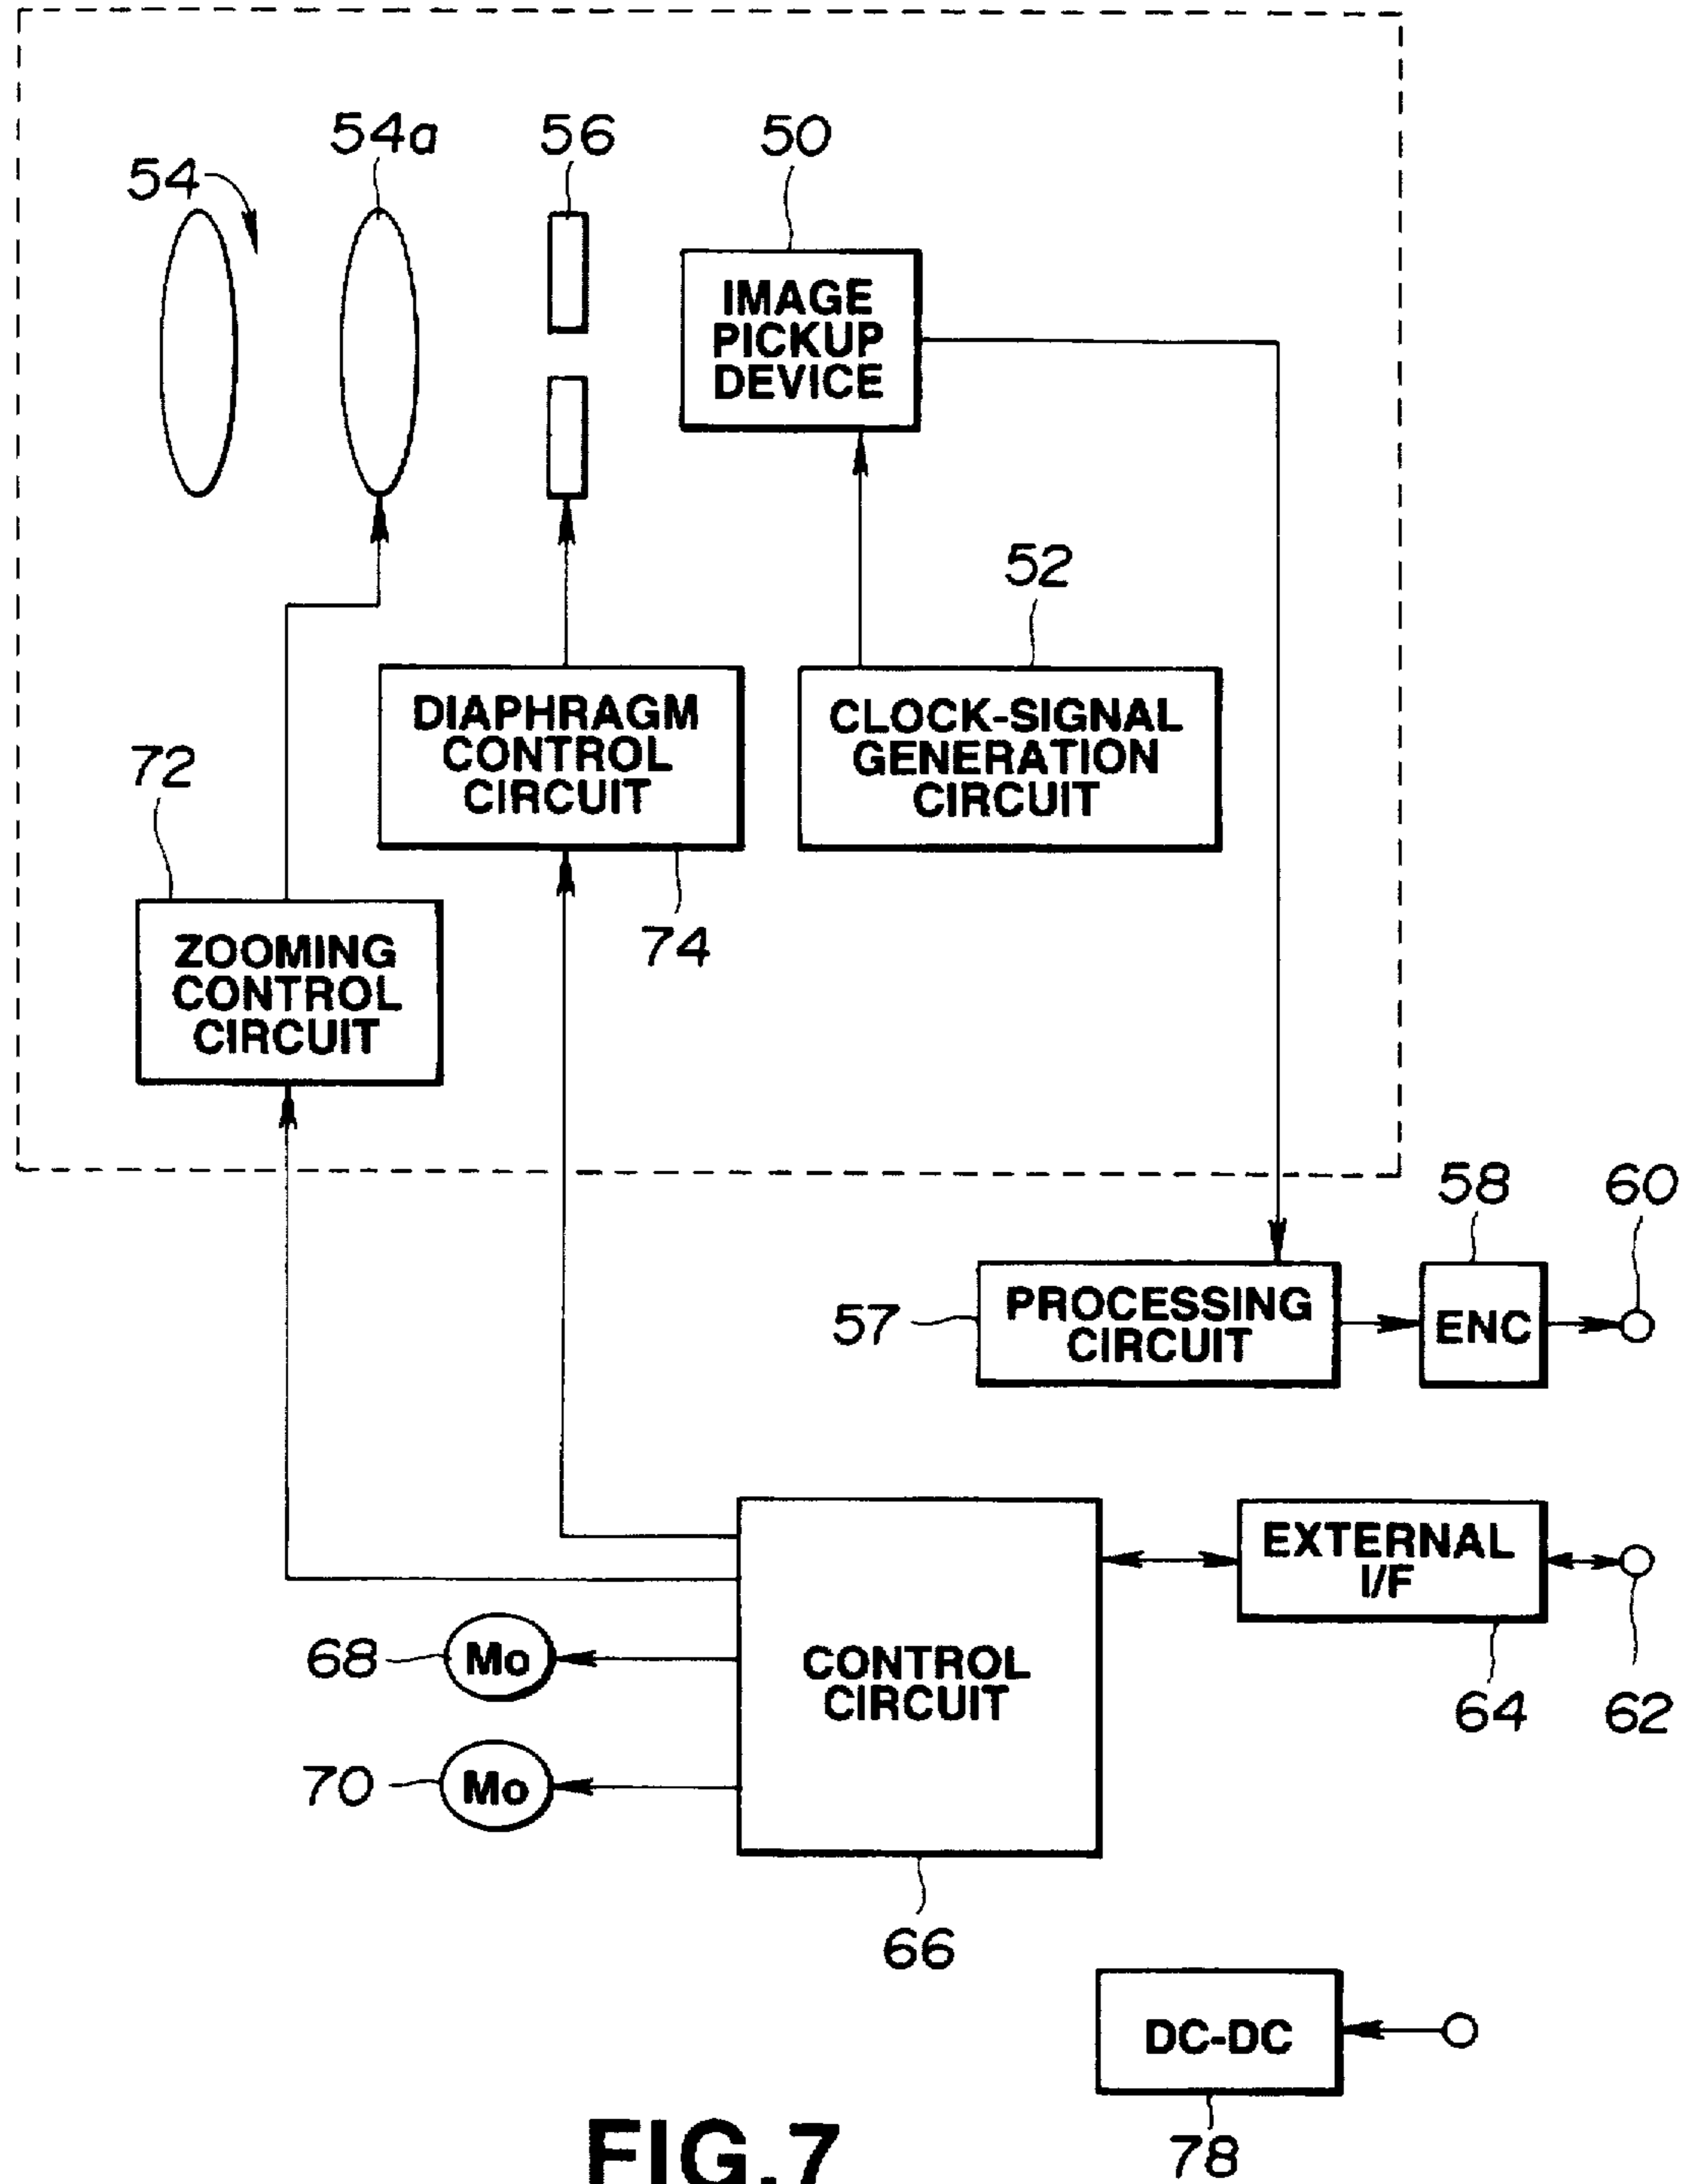 54
54a
56
50
IMAGE
PICKUP
DEVICE
52
DIAPHRAGM
CONTROL
CIRCUIT
CLOCK-SIGNAL
GENERATION
CIRCUIT
72
74
ZOOMING
CONTROL
CIRCUIT
58
60
57
PROCESSING
CIRCUIT
ENC
EXTERNAL
I/F
68
Mo
CONTROL
CIRCUIT
64
62
70
Mo
66
DC-DC
78
FIG.7